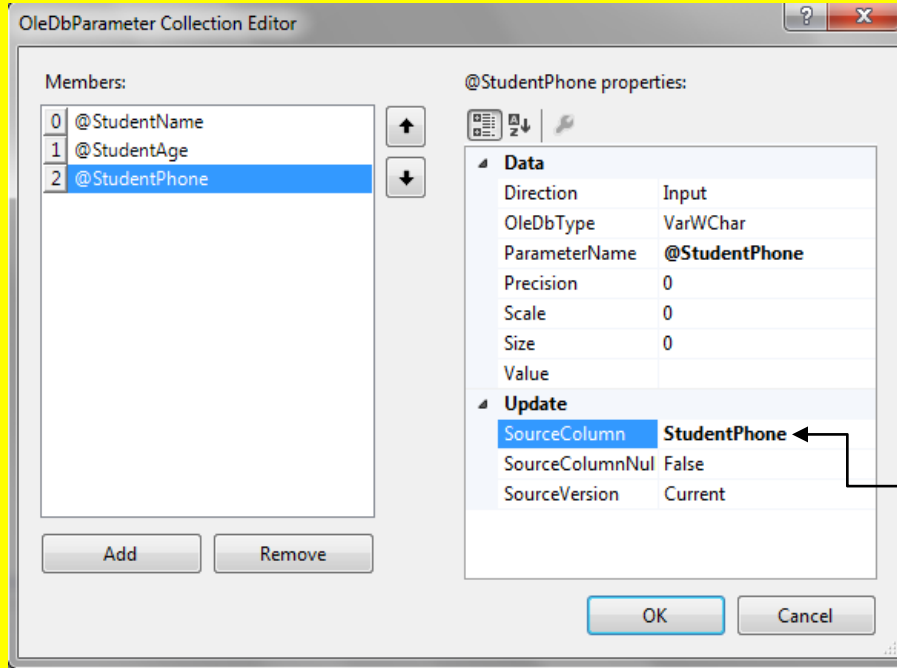 OleDbParameter Collection Editor
?
X
Members:
0 @StudentName
1 @StudentAge
2 @StudentPhone
Add
Remove
@StudentPhone properties:
Data
Direction Input
OleDbType VarWChar
ParameterName @StudentPhone
Precision 0
Scale 0
Size 0
Value
Update
SourceColumn StudentPhone
SourceColumnNul False
SourceVersion Current
OK
Cancel